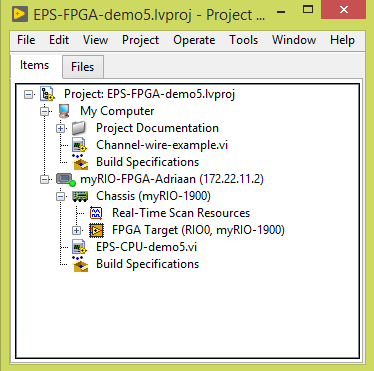 EPS-FPGA-demo5.lvproj - Project ...
File Edit View Project Operate Tools Window Help
Items Files
Project: EPS-FPGA-demo5.lvproj
My Computer
Project Documentation
Channel-wire-example.vi
Build Specifications
myRIO-FPGA-Adriaan (172.22.11.2)
Chassis (myRIO-1900)
Real-Time Scan Resources
FPGA Target (RIO0, myRIO-1900)
EPS-CPU-demo5.vi
Build Specifications